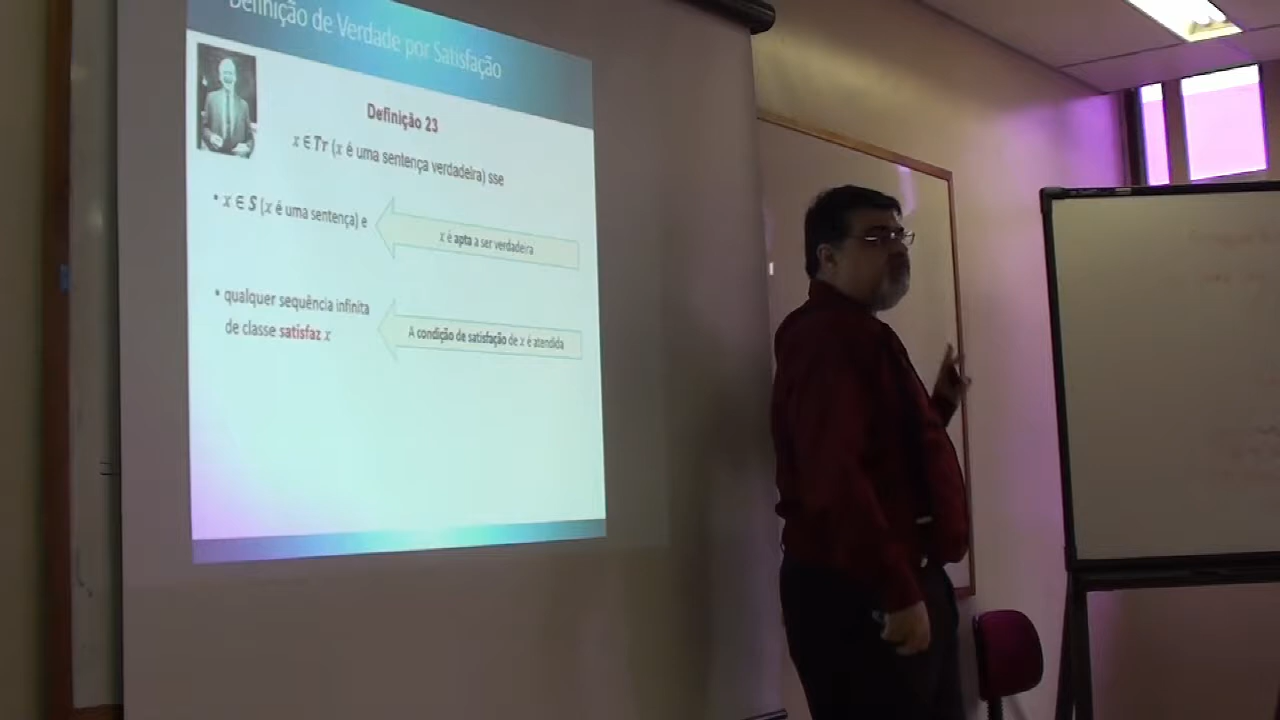 Definição de Verdade por Satisfação
Definição 23
x ∈ Tr (x é uma sentença verdadeira) sse
• x ∈ S (x é uma sentença) e
x é apta a ser verdadeira
• qualquer sequência infinita
de classe satisfaz x
A condição de satisfação de x é atendida